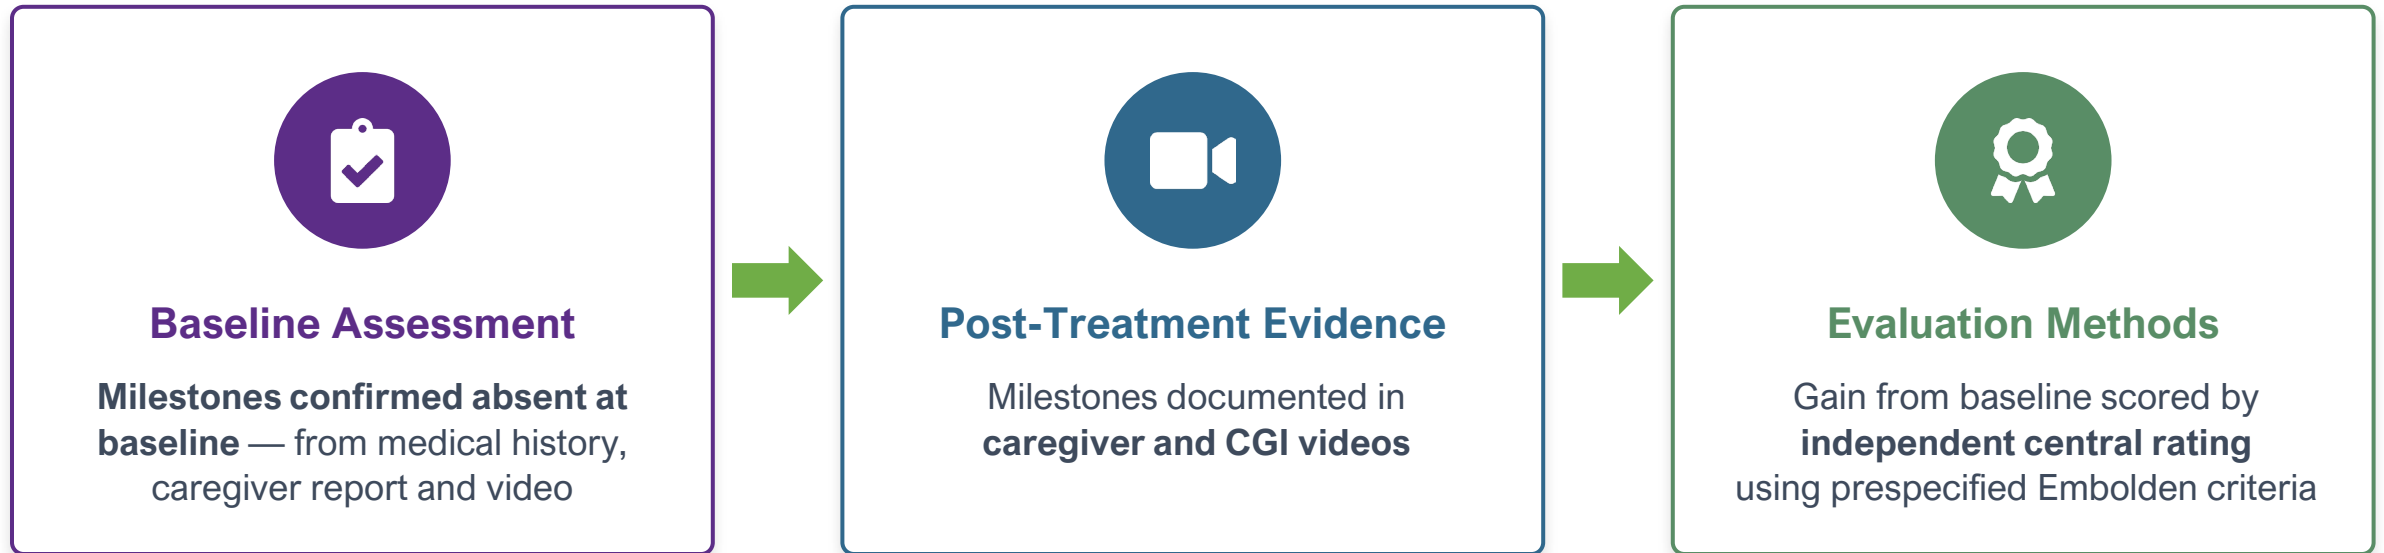 Baseline Assessment
Milestones confirmed absent at
baseline — from medical history,
caregiver report and video
Post-Treatment Evidence
Milestones documented in
caregiver and CGI videos
Evaluation Methods
Gain from baseline scored by
independent central rating
using prespecified Embolden criteria